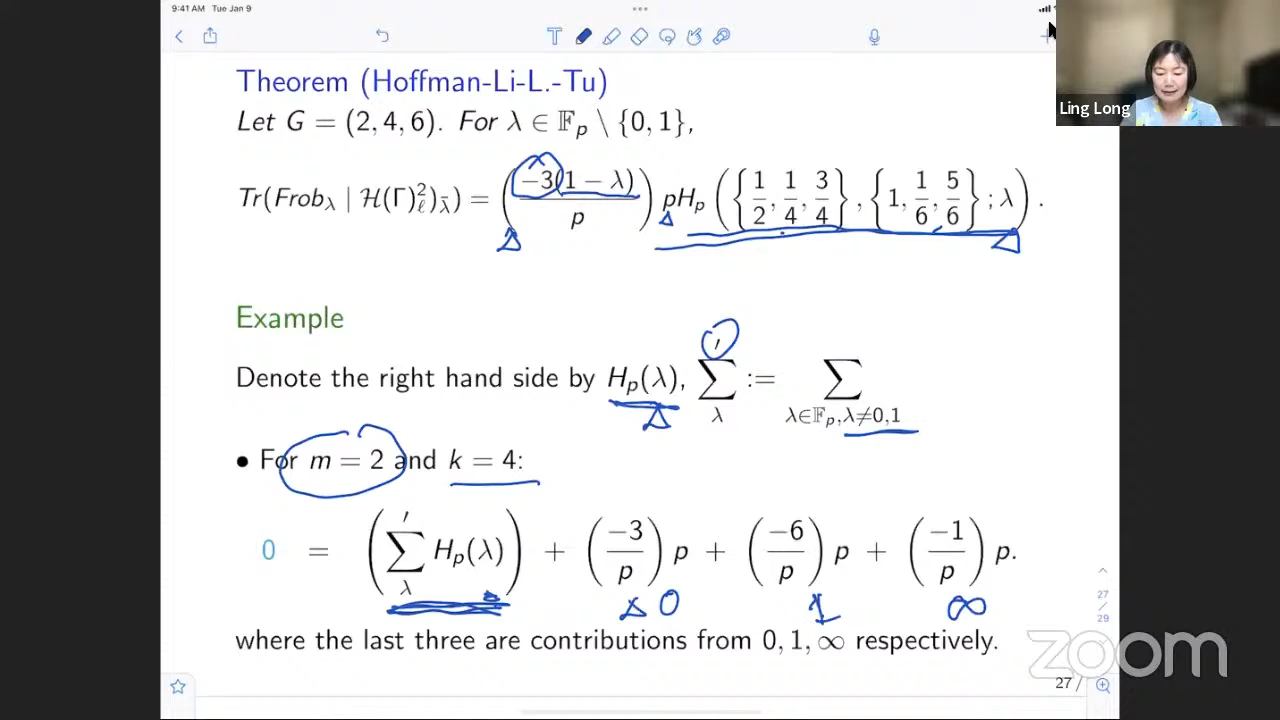 9:41 AM Tue Jan 9
Ling Long
Theorem (Hoffman-Li-L.-Tu)
Let G = (2, 4, 6). For λ ∈ 𝔽_p \ {0, 1},
Tr(Frob_λ | ℋ(Γ)²_ℓ)_λ̄) = ((−3(1 − λ))/p) pH_p ({1/2, 1/4, 3/4}, {1, 1/6, 5/6}; λ).
Example
Denote the right hand side by H_p(λ), ∑′_λ := ∑_{λ∈𝔽_p, λ≠0,1}
• For m = 2 and k = 4:
0 = (∑′_λ H_p(λ)) + (−3/p) p + (−6/p) p + (−1/p) p.
0 1 ∞
where the last three are contributions from 0, 1, ∞ respectively.
27
/
29
27 /
zoom